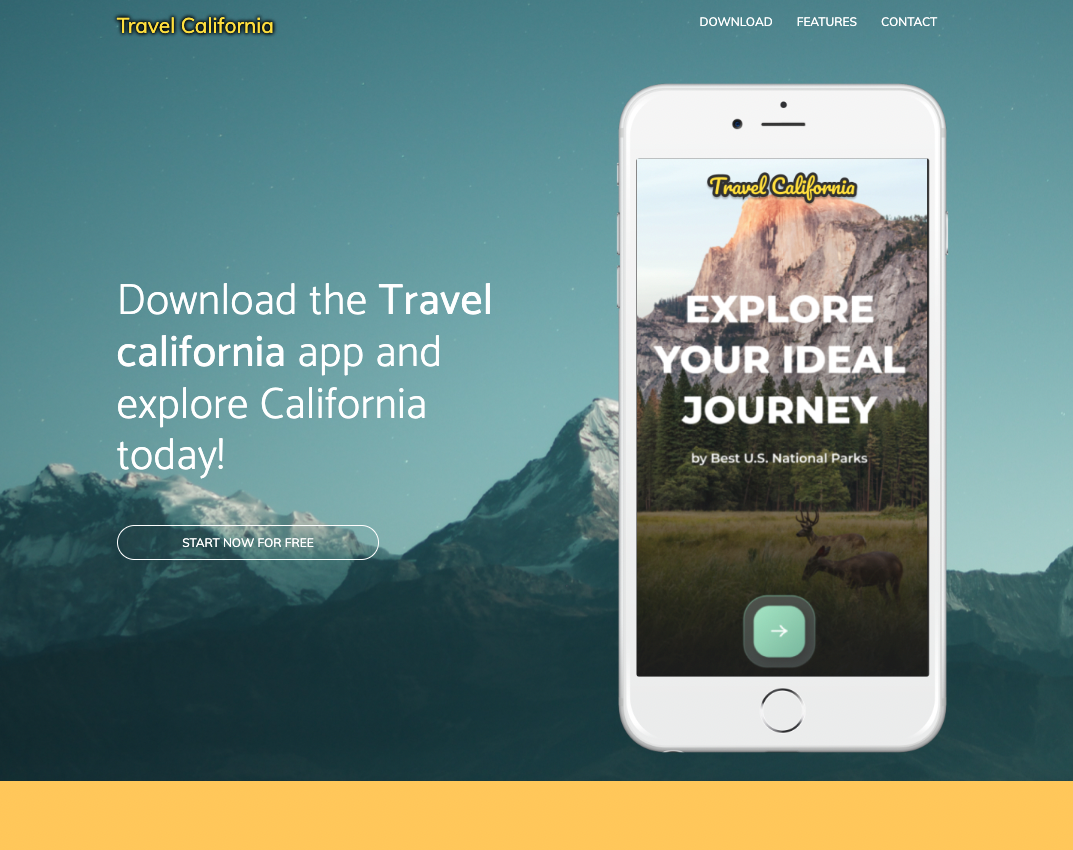 Travel California
DOWNLOAD FEATURES CONTACT
Download the Travel
california app and
explore California
today!
START NOW FOR FREE
Travel California
EXPLORE
YOUR IDEAL
JOURNEY
by Best U.S. National Parks